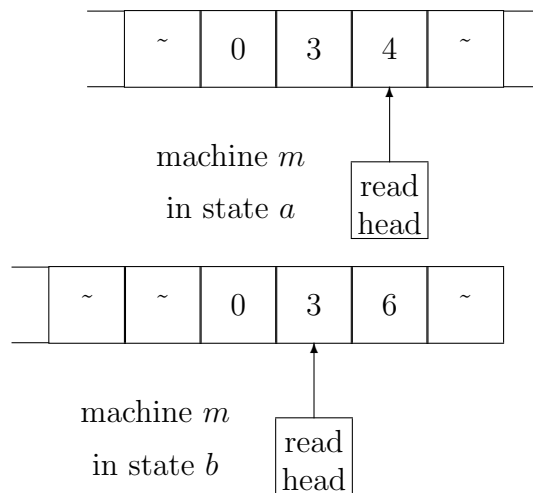 ~ 0 3 4 ~
machine m
in state a
read
head
~ ~ 0 3 6 ~
machine m
in state b
read
head